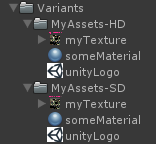 Variants
MyAssets-HD
myTexture
someMaterial
unityLogo
MyAssets-SD
myTexture
someMaterial
unityLogo